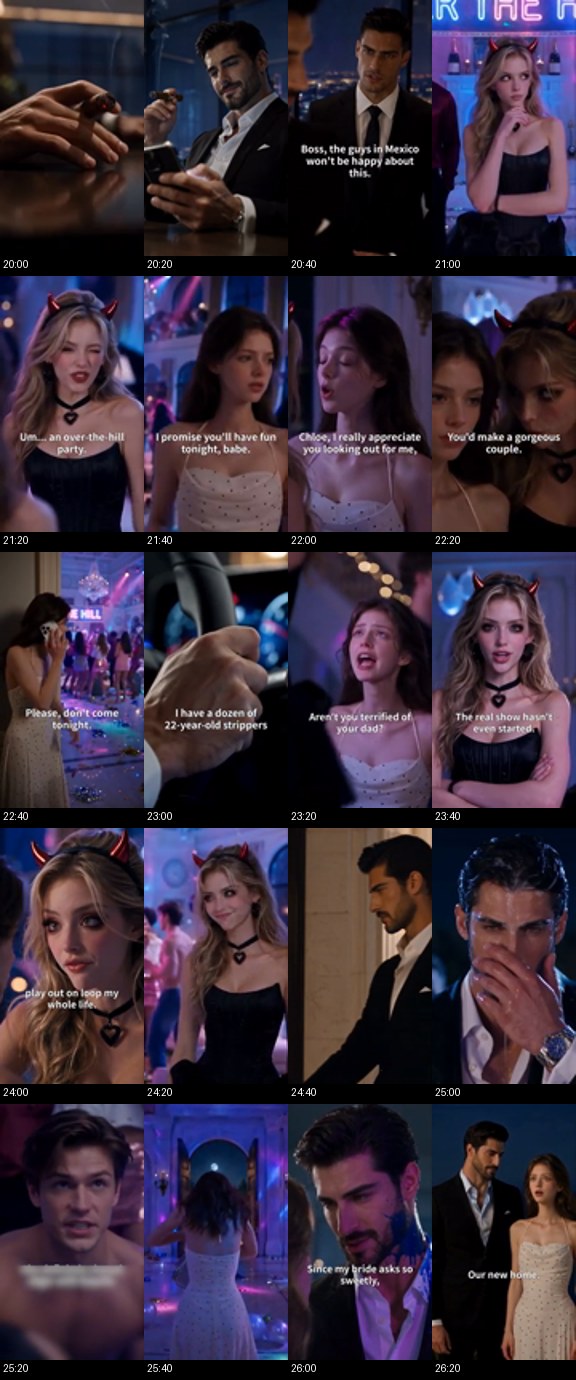 20:00
20:20
Boss, the guys in Mexico
won't be happy about
this.
20:40
R THE H
21:00
Um... an over-the-hill
party.
21:20
I promise you'll have fun
tonight, babe.
21:40
Chloe, I really appreciate
you looking out for me,
22:00
You'd make a gorgeous
couple.
22:20
E HILL
Please, don't come
tonight.
22:40
I have a dozen of
22-year-old strippers
23:00
Aren't you terrified of
your dad?
23:20
The real show hasn't
even started.
23:40
play out on loop my
whole life.
24:00
24:20
24:40
25:00
25:20
25:40
Since my bride asks so
sweetly,
26:00
Our new home
26:20